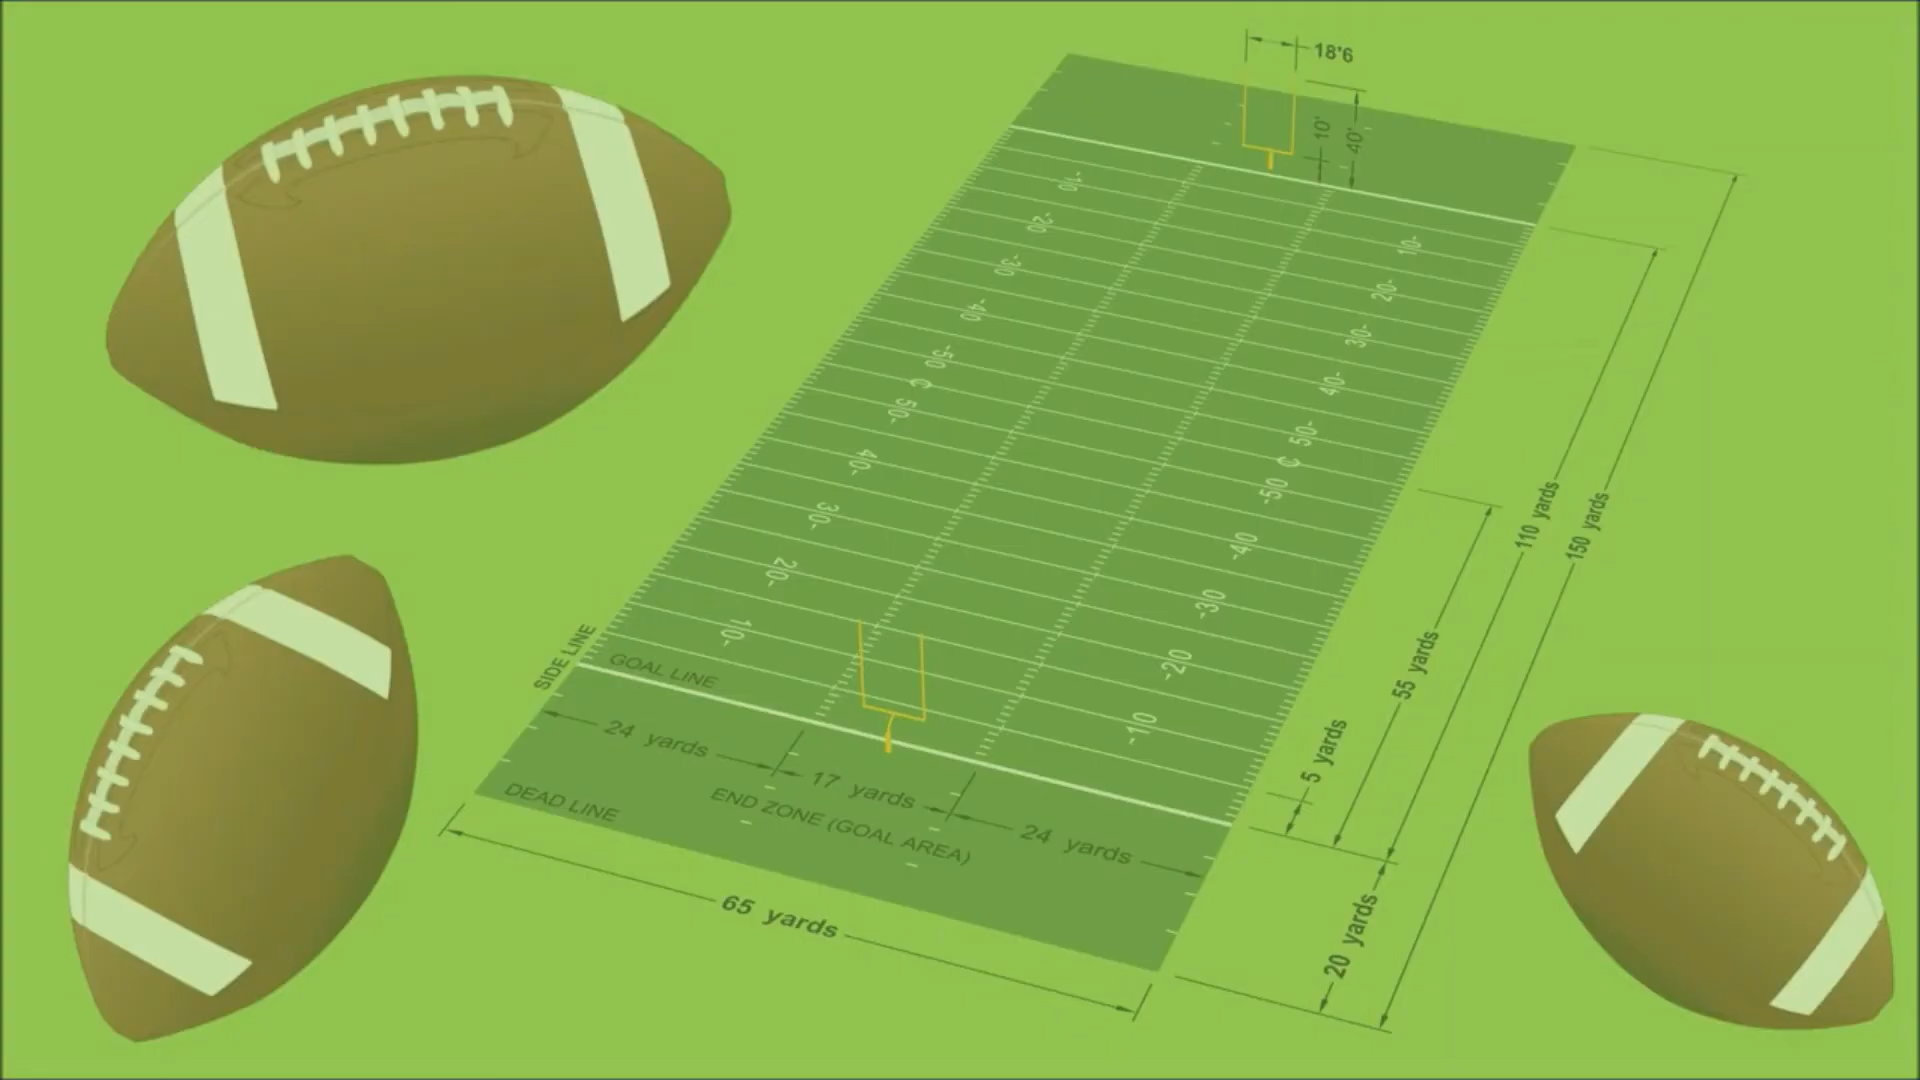 18'6
10'
40'
-10
10-
-20
20-
-30
30-
-40
40-
-50
50-
C
C
50-
-50
40-
-40
30-
-30
20-
-20
10-
-10
110 yards
150 yards
55 yards
5 yards
20 yards
SIDE LINE
GOAL LINE
24 yards
17 yards
24 yards
END ZONE (GOAL AREA)
DEAD LINE
65 yards